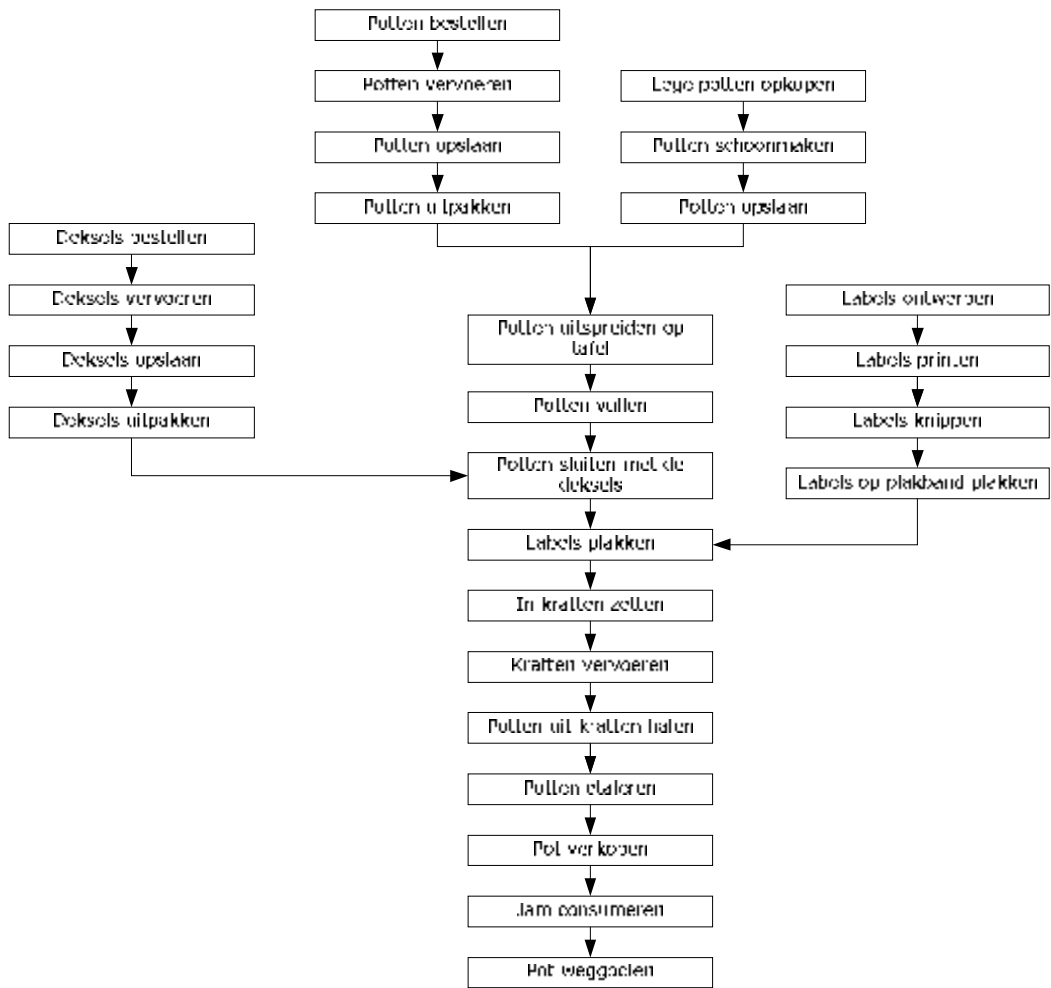 Potten bestellen
Potten vervoeren
Lege potten opkopen
Potten opslaan
Potten schoonmaken
Potten uitpakken
Potten opslaan
Deksels bestellen
Deksels vervoeren
Labels ontwerpen
Potten uitspreiden op
tafel
Deksels opslaan
Labels printen
Potten vullen
Deksels uitpakken
Labels knippen
Potten sluiten met de
deksels
Labels op plakband plakken
Labels plakken
In kratten zetten
Kratten vervoeren
Potten uit kratten halen
Potten etaleren
Pot verkopen
Jam consumeren
Pot weggooien